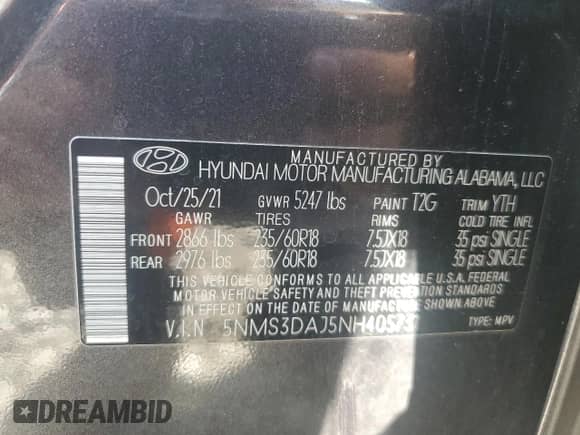 MANUFACTURED BY
HYUNDAI MOTOR MANUFACTURING ALABAMA, LLC
Oct/25/21 GVWR 5247 lbs PAINT T2G TRIM YTH
GAWR TIRES RIMS COLD TIRE INFL
FRONT 2866 lbs 235/60R18 7.5JX18 35 psi SINGLE
REAR 2976 lbs 235/60R18 7.5JX18 35 psi SINGLE
THIS VEHICLE CONFORMS TO ALL APPLICABLE U.S.A. FEDERAL
MOTOR VEHICLE SAFETY AND THEFT PREVENTION STANDARDS
IN EFFECT ON THE DATE OF MANUFACTURE SHOWN ABOVE.
V.I.N 5NMS3DAJ5NH405737 TYPE: MPV
DREAMBID